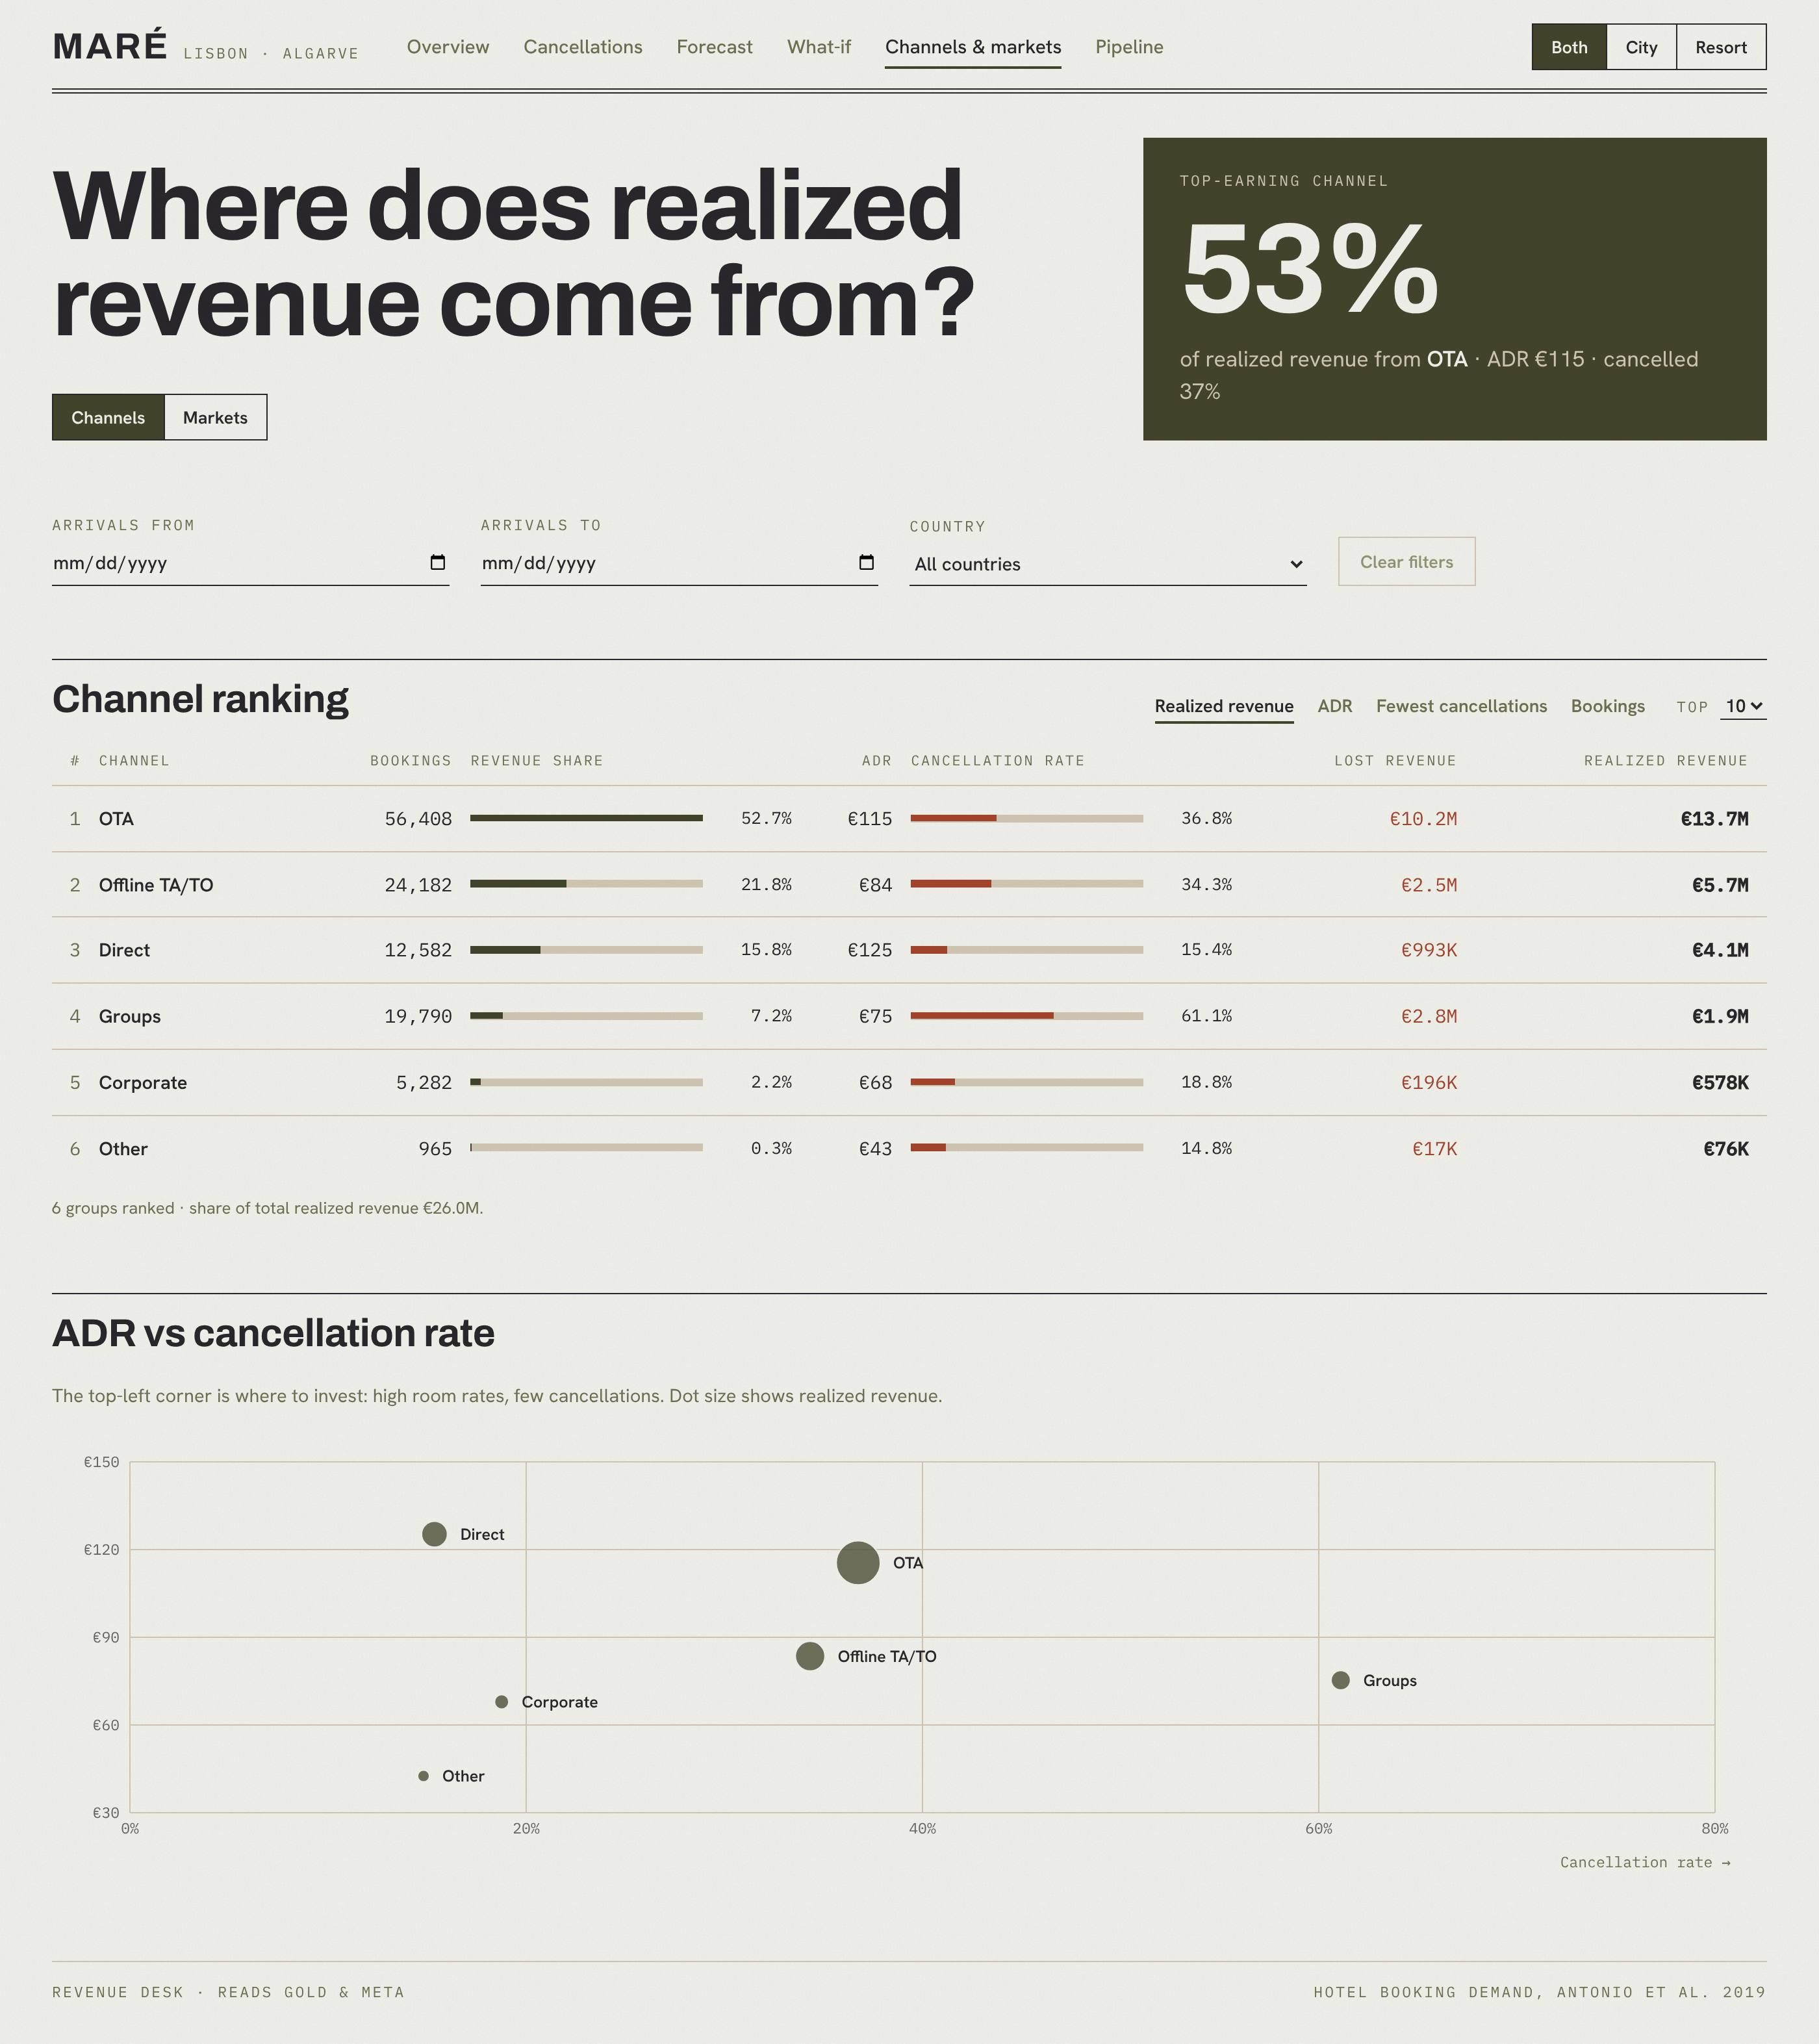 MARÉ LISBON · ALGARVE Overview Cancellations Forecast What-if Channels & markets Pipeline Both City Resort
Where does realized
revenue come from?
Channels Markets
TOP-EARNING CHANNEL
53%
of realized revenue from OTA · ADR €115 · cancelled
37%
ARRIVALS FROM ARRIVALS TO COUNTRY
mm/dd/yyyy mm/dd/yyyy All countries Clear filters
Channel ranking Realized revenue ADR Fewest cancellations Bookings TOP 10
# CHANNEL BOOKINGS REVENUE SHARE ADR CANCELLATION RATE LOST REVENUE REALIZED REVENUE
1 OTA 56,408 52.7% €115 36.8% €10.2M €13.7M
2 Offline TA/TO 24,182 21.8% €84 34.3% €2.5M €5.7M
3 Direct 12,582 15.8% €125 15.4% €993K €4.1M
4 Groups 19,790 7.2% €75 61.1% €2.8M €1.9M
5 Corporate 5,282 2.2% €68 18.8% €196K €578K
6 Other 965 0.3% €43 14.8% €17K €76K
6 groups ranked · share of total realized revenue €26.0M.
ADR vs cancellation rate
The top-left corner is where to invest: high room rates, few cancellations. Dot size shows realized revenue.
€150
Direct
€120
OTA
€90
Offline TA/TO
Groups
Corporate
€60
Other
€30
0% 20% 40% 60% 80%
Cancellation rate →
REVENUE DESK · READS GOLD & META HOTEL BOOKING DEMAND, ANTONIO ET AL. 2019